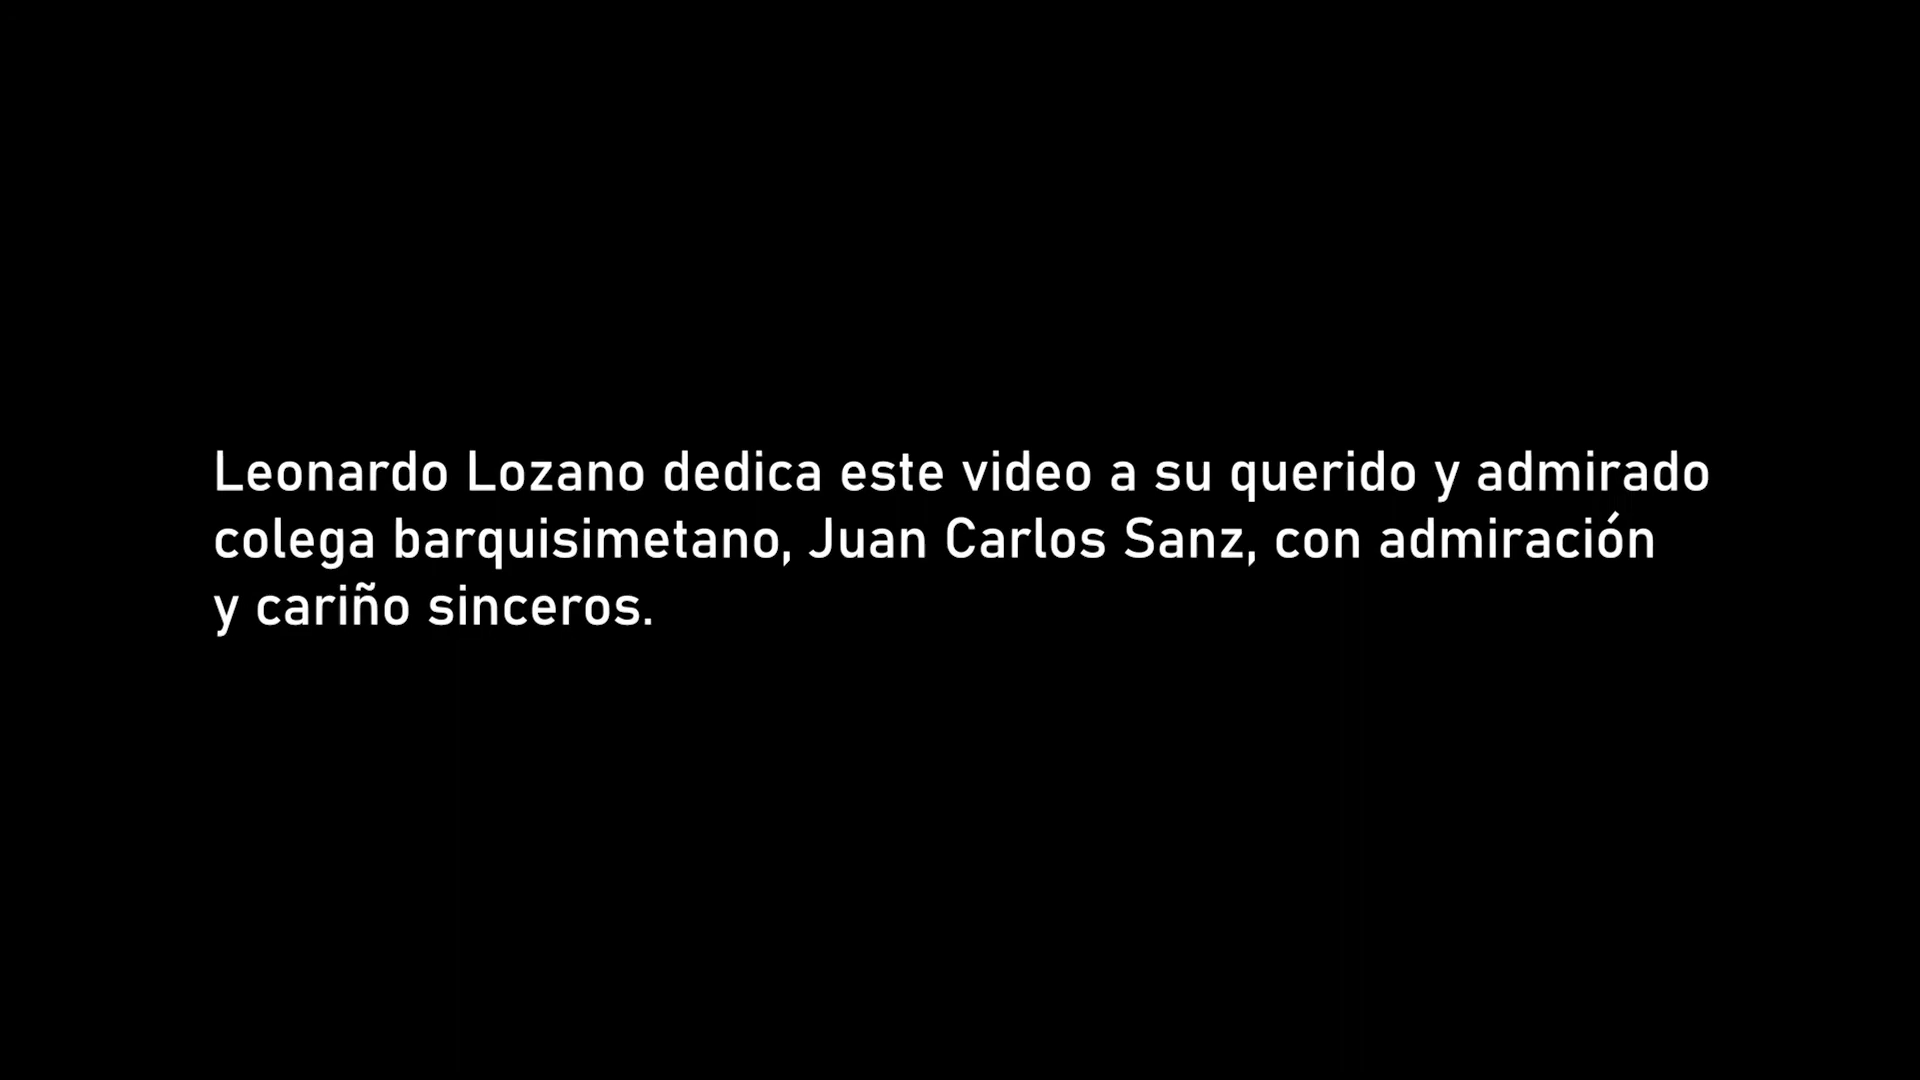 Leonardo Lozano dedica este video a su querido y admirado
colega barquisimetano, Juan Carlos Sanz, con admiración
y cariño sinceros.